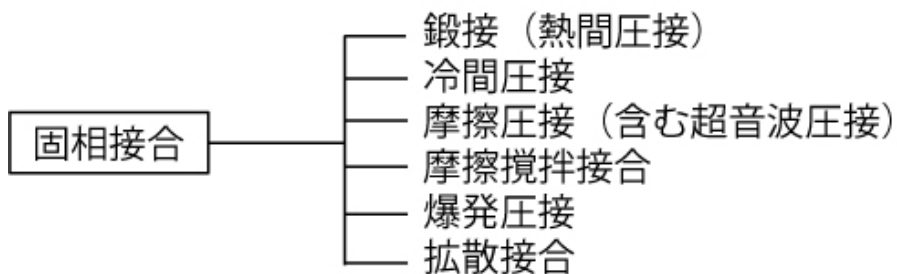 固相接合
鍛接（熱間圧接）
冷間圧接
摩擦圧接（含む超音波圧接）
摩擦撹拌接合
爆発圧接
拡散接合